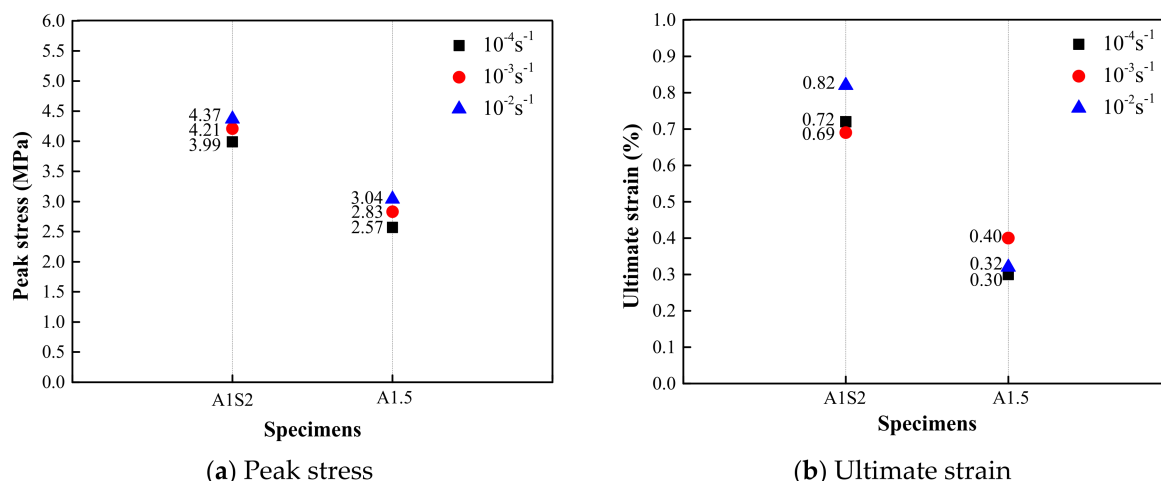 Peak stress (MPa)
6.0
5.5
5.0
4.5
4.0
3.5
3.0
2.5
2.0
1.5
1.0
0.5
0.0
10⁻⁴s⁻¹
10⁻³s⁻¹
10⁻²s⁻¹
4.37
4.21
3.99
3.04
2.83
2.57
A1S2
A1.5
Specimens
(a) Peak stress
Ultimate strain (%)
1.0
0.9
0.8
0.7
0.6
0.5
0.4
0.3
0.2
0.1
0.0
10⁻⁴s⁻¹
10⁻³s⁻¹
10⁻²s⁻¹
0.82
0.72
0.69
0.40
0.32
0.30
A1S2
A1.5
Specimens
(b) Ultimate strain